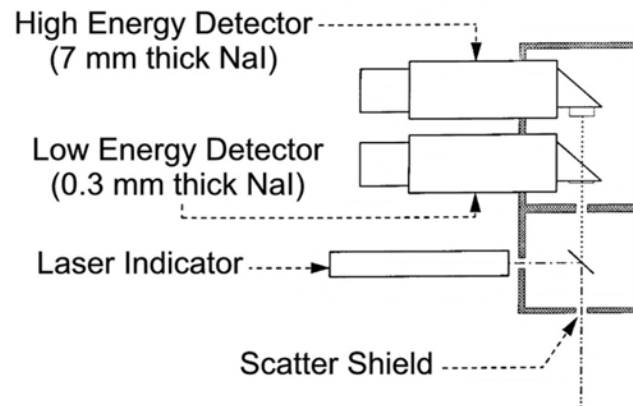 High Energy Detector
(7 mm thick NaI)
Low Energy Detector
(0.3 mm thick NaI)
Laser Indicator
Scatter Shield